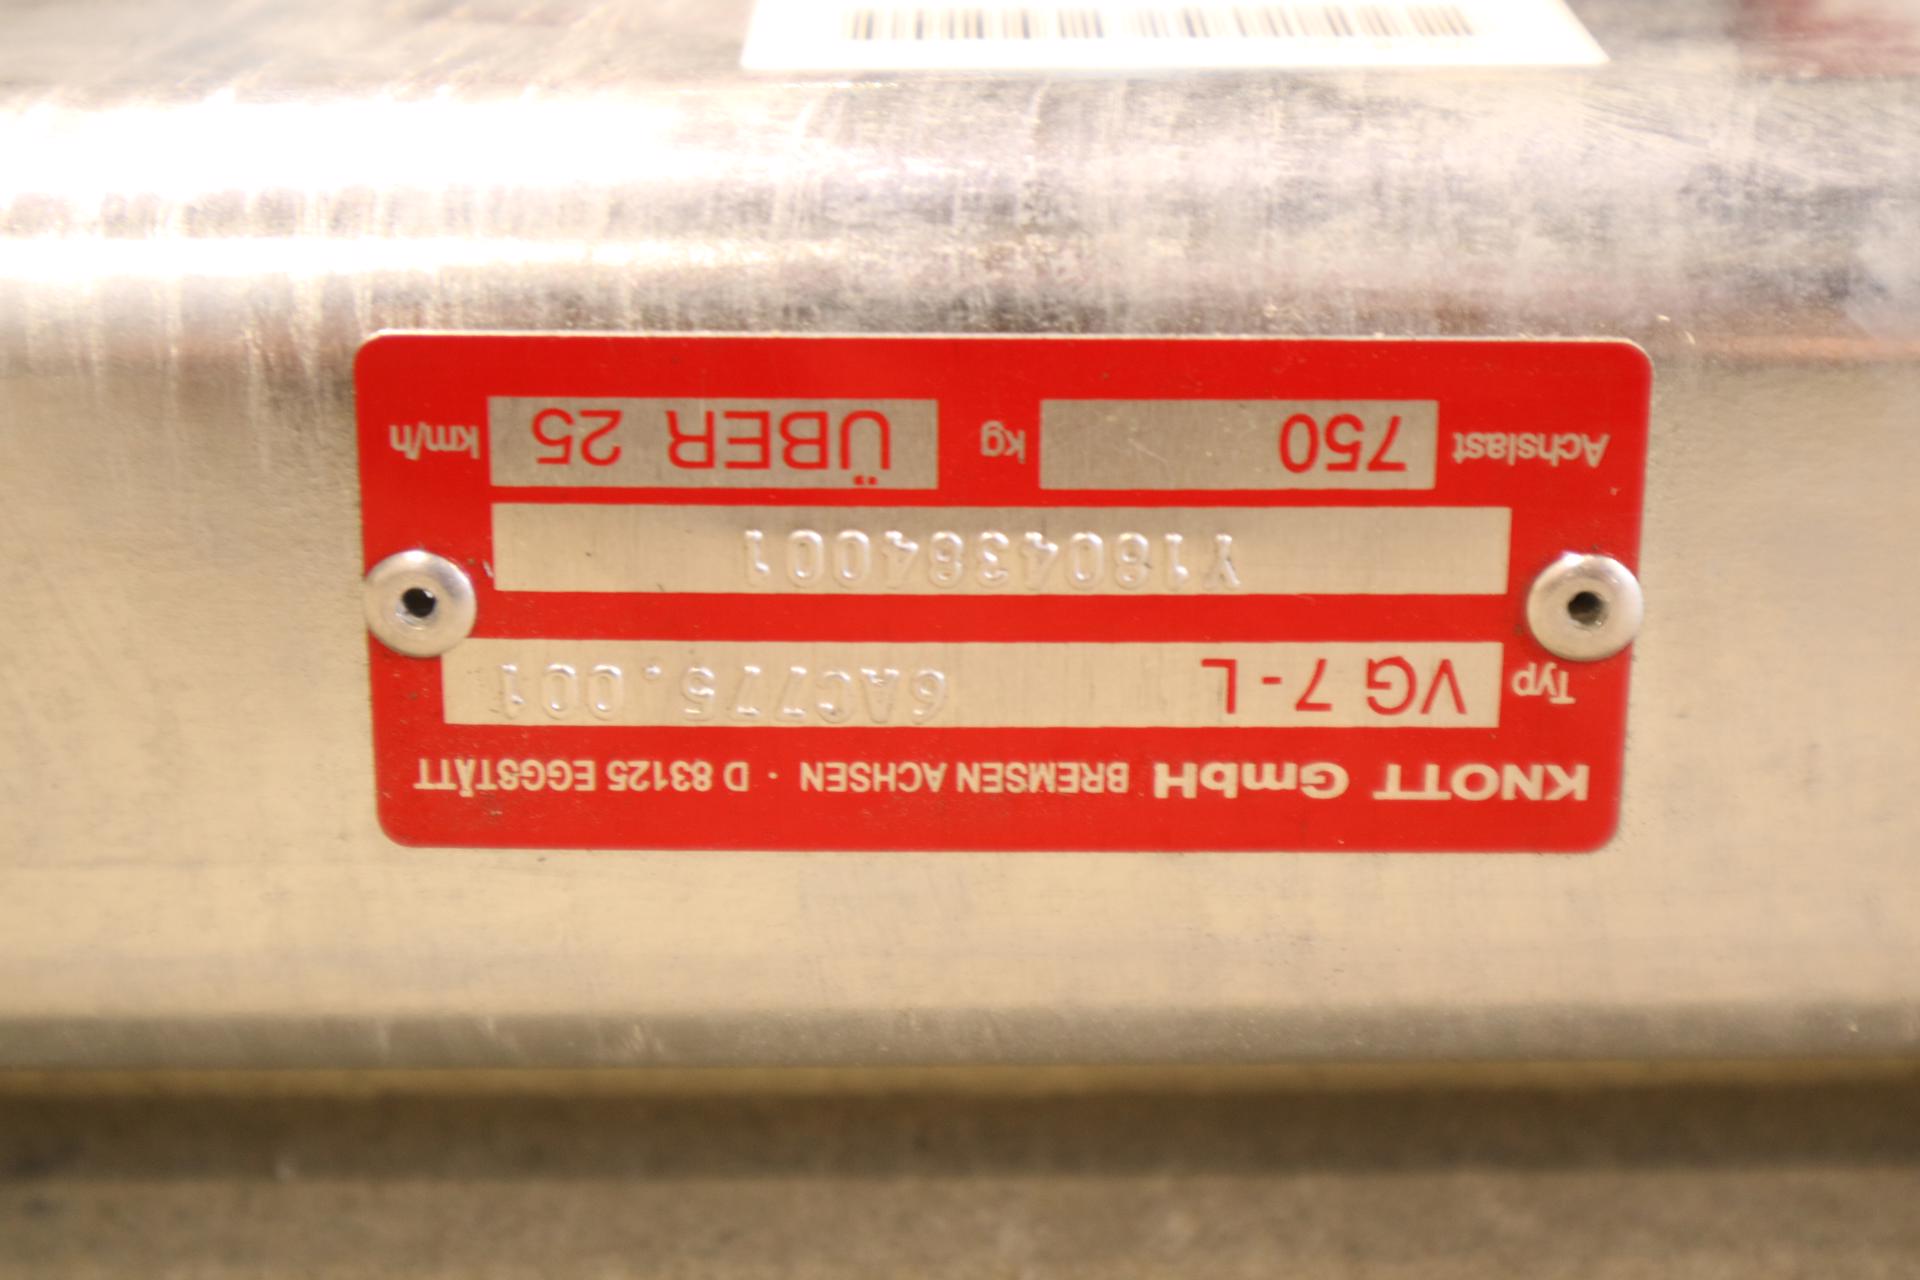 KNOTT GmbH BREMSEN ACHSEN · D 83125 EGGSTÄTT
Typ VG 7-L 6AC775.001
Y1804384001
Achslast 750 kg ÜBER 25 km/h